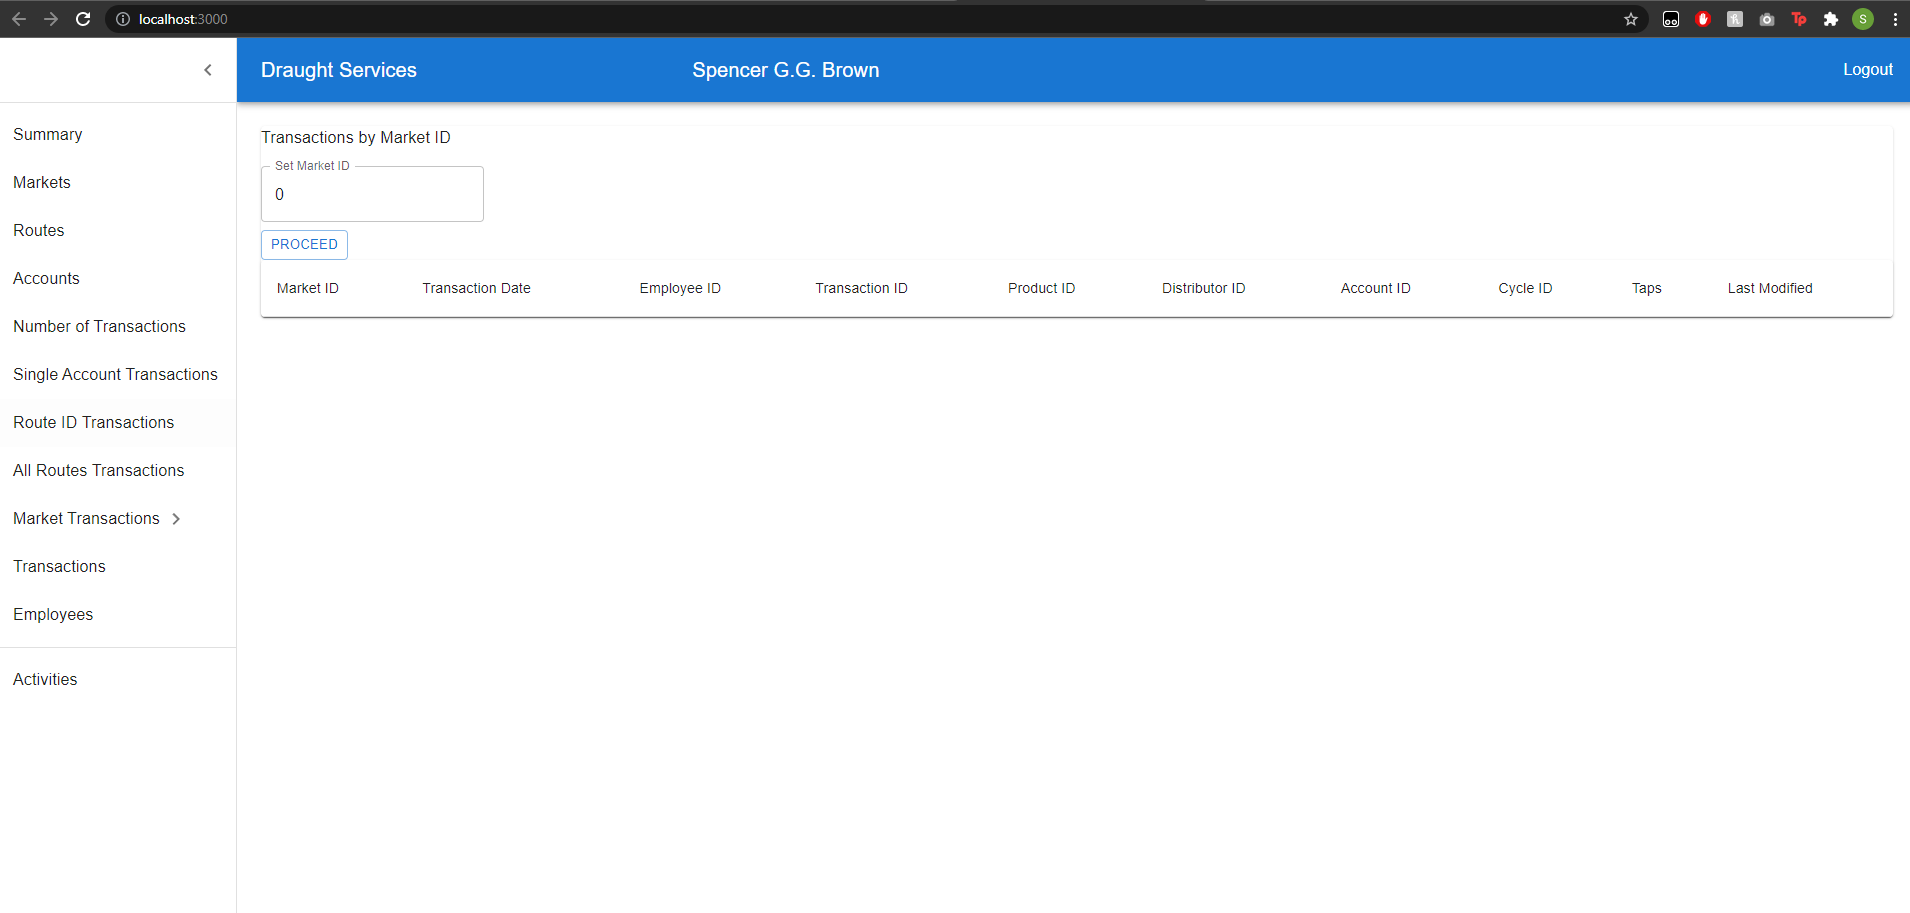 localhost:3000
Tp
S
Draught Services
Spencer G.G. Brown
Logout
Summary
Markets
Routes
Accounts
Number of Transactions
Single Account Transactions
Route ID Transactions
All Routes Transactions
Market Transactions
Transactions
Employees
Activities
Transactions by Market ID
Set Market ID
0
PROCEED
Market ID Transaction Date Employee ID Transaction ID Product ID Distributor ID Account ID Cycle ID Taps Last Modified